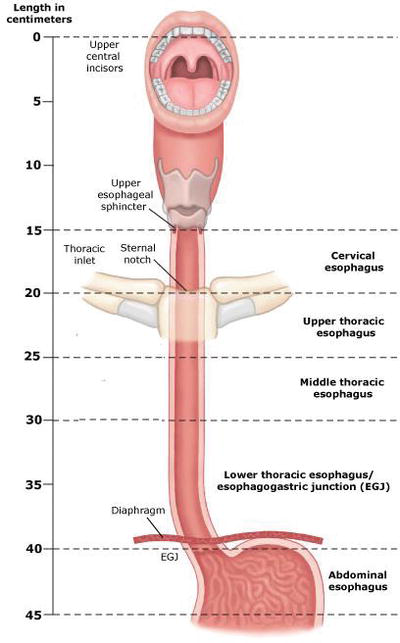 Length in
centimeters
0
Upper
central
incisors
5
10
Upper
esophageal
sphincter
15
Thoracic
inlet
Sternal
notch
Cervical
esophagus
20
Upper thoracic
esophagus
25
Middle thoracic
esophagus
30
Lower thoracic esophagus/
esophagogastric junction (EGJ)
35
Diaphragm
40
EGJ
Abdominal
esophagus
45